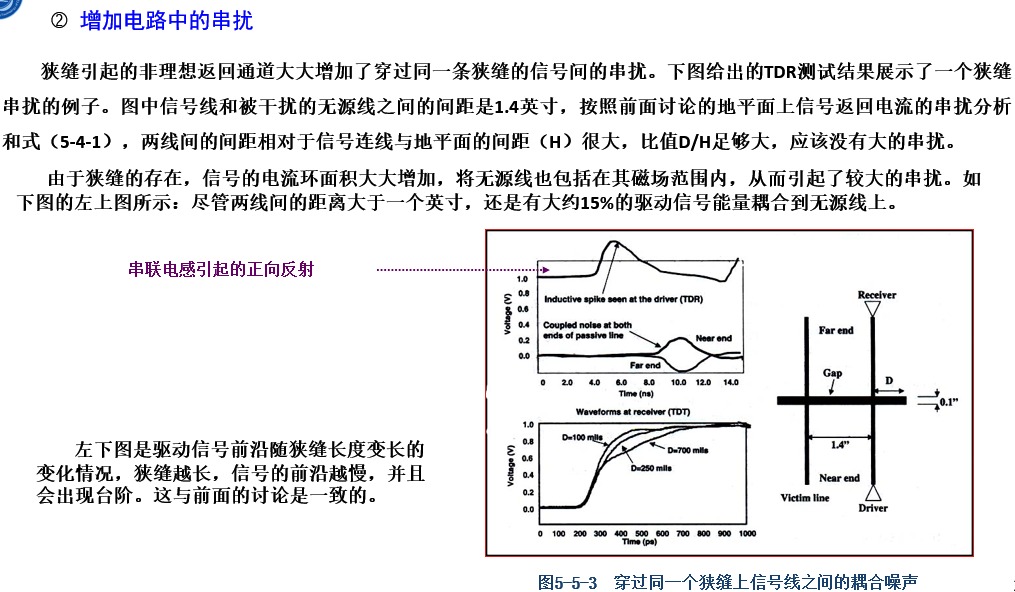 ② 增加电路中的串扰
狭缝引起的非理想返回通道大大增加了穿过同一条狭缝的信号间的串扰。下图给出的TDR测试结果展示了一个狭缝
串扰的例子。图中信号线和被干扰的无源线之间的间距是1.4英寸，按照前面讨论的地平面上信号返回电流的串扰分析
和式（5-4-1），两线间的间距相对于信号连线与地平面的间距（H）很大，比值D/H足够大，应该没有大的串扰。
由于狭缝的存在，信号的电流环面积大大增加，将无源线也包括在其磁场范围内，从而引起了较大的串扰。如
下图的左上图所示：尽管两线间的距离大于一个英寸，还是有大约15%的驱动信号能量耦合到无源线上。
串联电感引起的正向反射
左下图是驱动信号前沿随狭缝长度变长的
变化情况，狭缝越长，信号的前沿越慢，并且
会出现台阶。这与前面的讨论是一致的。
Voltage (V)
1.0
0.8
0.6
0.4
0.2
0.0
Inductive spike seen at the driver (TDR)
Coupled noise at both
ends of passive line
Near end
Far end
0 2.0 4.0 6.0 8.0 10.0 12.0 14.0
Time (ns)
Waveforms at receiver (TDT)
Voltage (V)
1.0
0.8
0.6
0.4
0.2
0.0
D=100 mils
D=700 mils
D=250 mils
0 100 200 300 400 500 600 700 800 900 1000
Time (ps)
Receiver
Far end
Gap
D
0.1”
1.4”
Near end
Victim line
Driver
图5-5-3 穿过同一个狭缝上信号线之间的耦合噪声